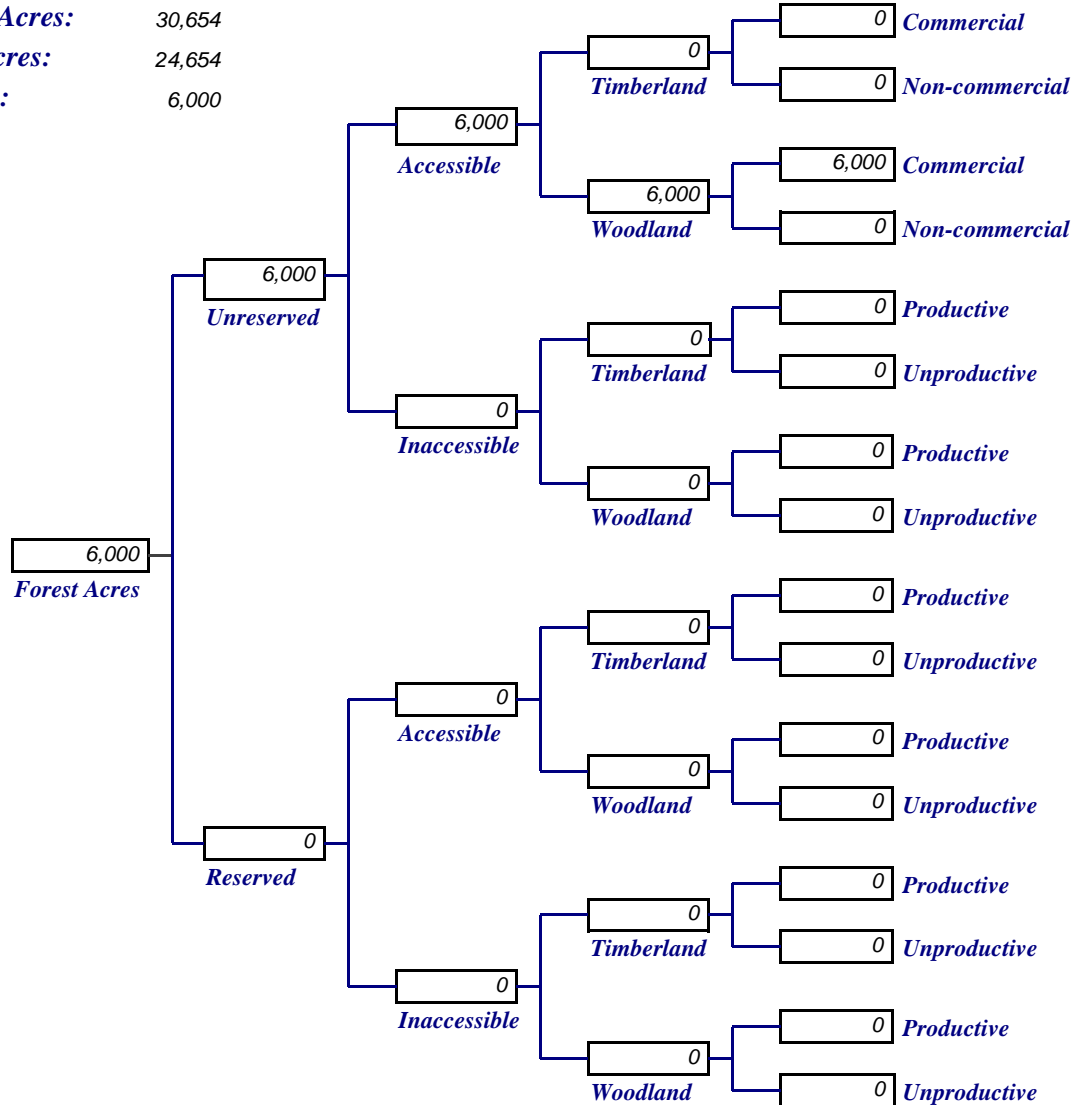 Acres: 30,654
cres: 24,654
: 6,000
0 Commercial
0
Timberland
0 Non-commercial
6,000
Accessible
6,000 Commercial
6,000
Woodland
0 Non-commercial
6,000
Unreserved
0 Productive
0
Timberland
0 Unproductive
0
Inaccessible
0 Productive
0
Woodland
0 Unproductive
6,000
Forest Acres
0 Productive
0
Timberland
0 Unproductive
0
Accessible
0 Productive
0
Woodland
0 Unproductive
0
Reserved
0 Productive
0
Timberland
0 Unproductive
0
Inaccessible
0 Productive
0
Woodland
0 Unproductive